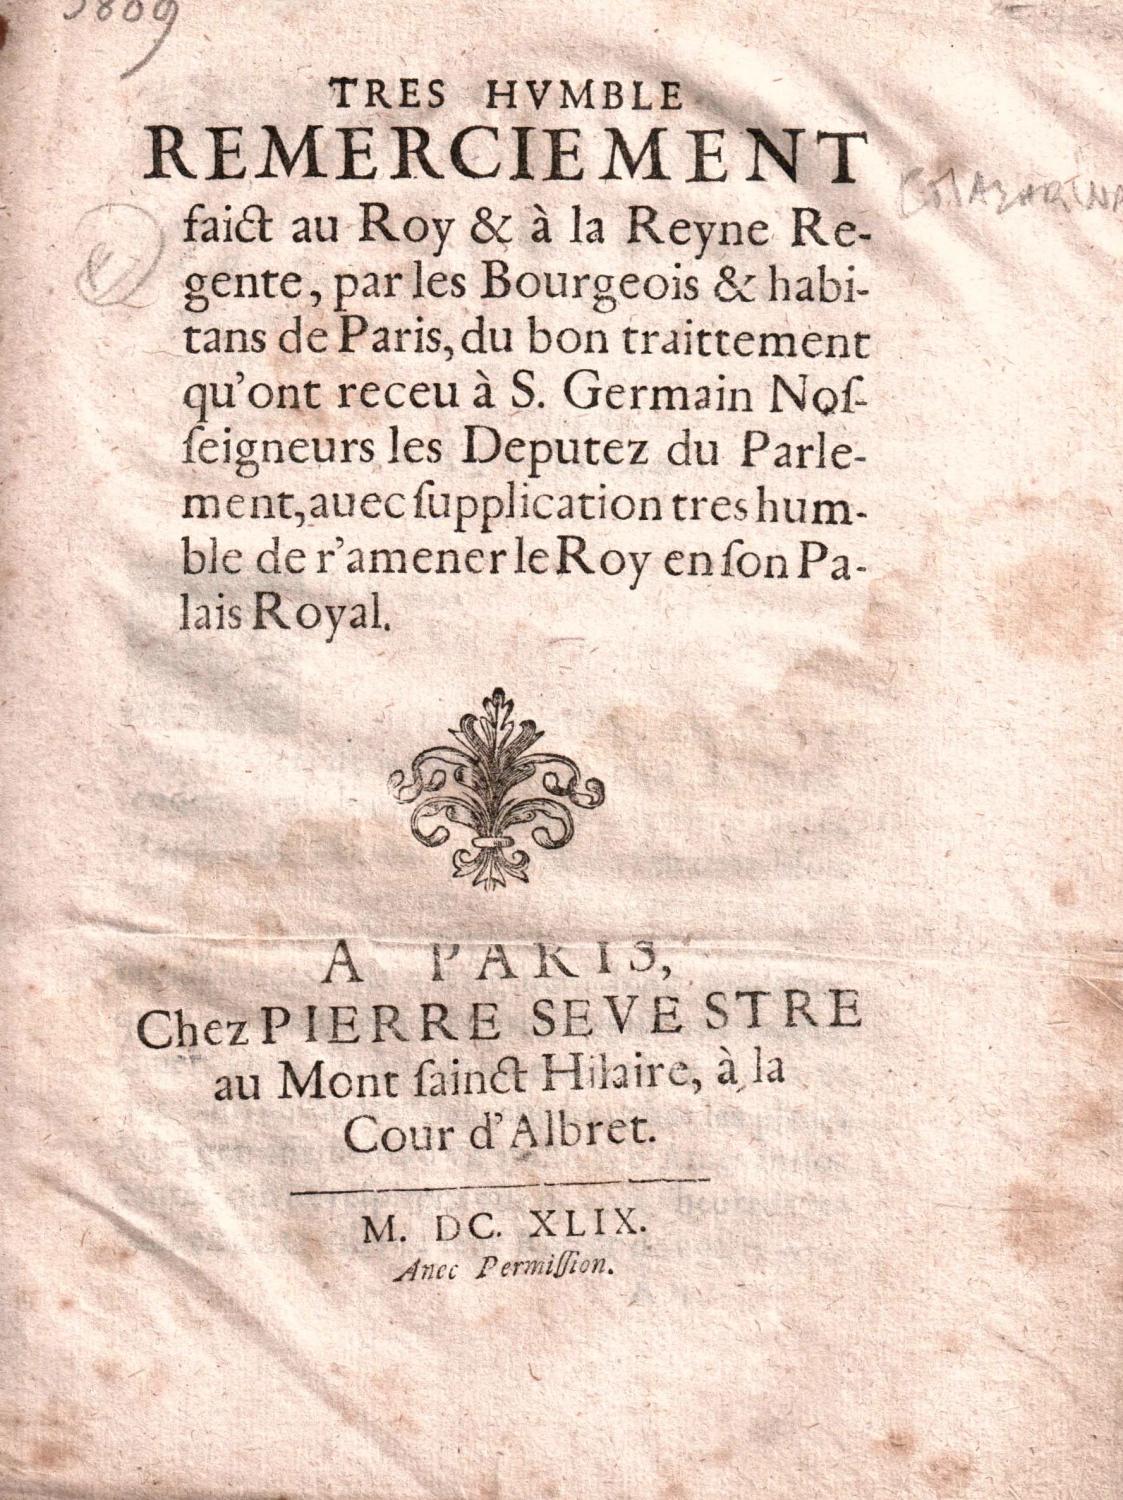 3809
TRES HVMBLE
REMERCIEMENT
faict au Roy & à la Reyne Re-
gente, par les Bourgeois & habi-
tans de Paris, du bon traittement
qu'ont receu à S. Germain Noſ-
ſeigneurs les Deputez du Parle-
ment, auec ſupplication tres hum-
ble de r'amener le Roy en ſon Pa-
lais Royal.
A PARIS,
Chez PIERRE SEVESTRE
au Mont ſainct Hilaire, à la
Cour d'Albret.
M. DC. XLIX.
Auec Permiſſion.